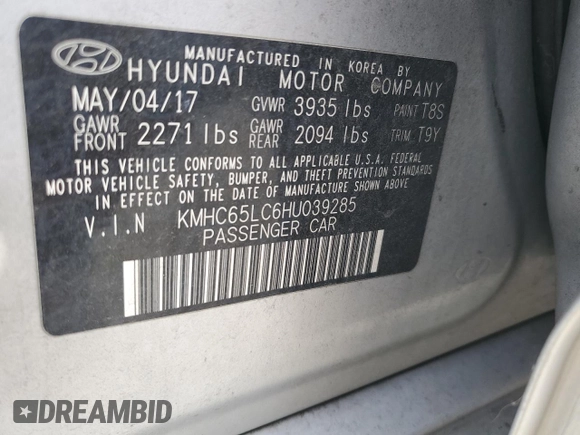 MANUFACTURED IN KOREA BY
HYUNDAI MOTOR COMPANY
MAY/04/17 GVWR 3935 lbs PAINT T8S
GAWR FRONT 2271 lbs GAWR REAR 2094 lbs TRIM T9Y
THIS VEHICLE CONFORMS TO ALL APPLICABLE U.S.A. FEDERAL
MOTOR VEHICLE SAFETY, BUMPER, AND THEFT PREVENTION STANDARDS
IN EFFECT ON THE DATE OF MANUFACTURE SHOWN ABOVE.
V.I.N KMHC65LC6HU039285
PASSENGER CAR
DREAMBID